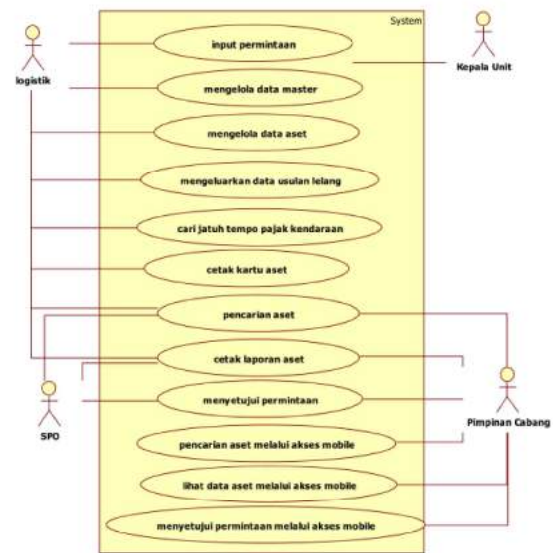 System
input permintaan
logistik
Kepala Unit
mengelola data master
mengelola data aset
mengeluarkan data usulan lelang
cari jatuh tempo pajak kendaraan
cetak kartu aset
pencarian aset
cetak laporan aset
menyetujui permintaan
SPO
Pimpinan Cabang
pencarian aset melalui akses mobile
lihat data aset melalui akses mobile
menyetujui permintaan melalui akses mobile